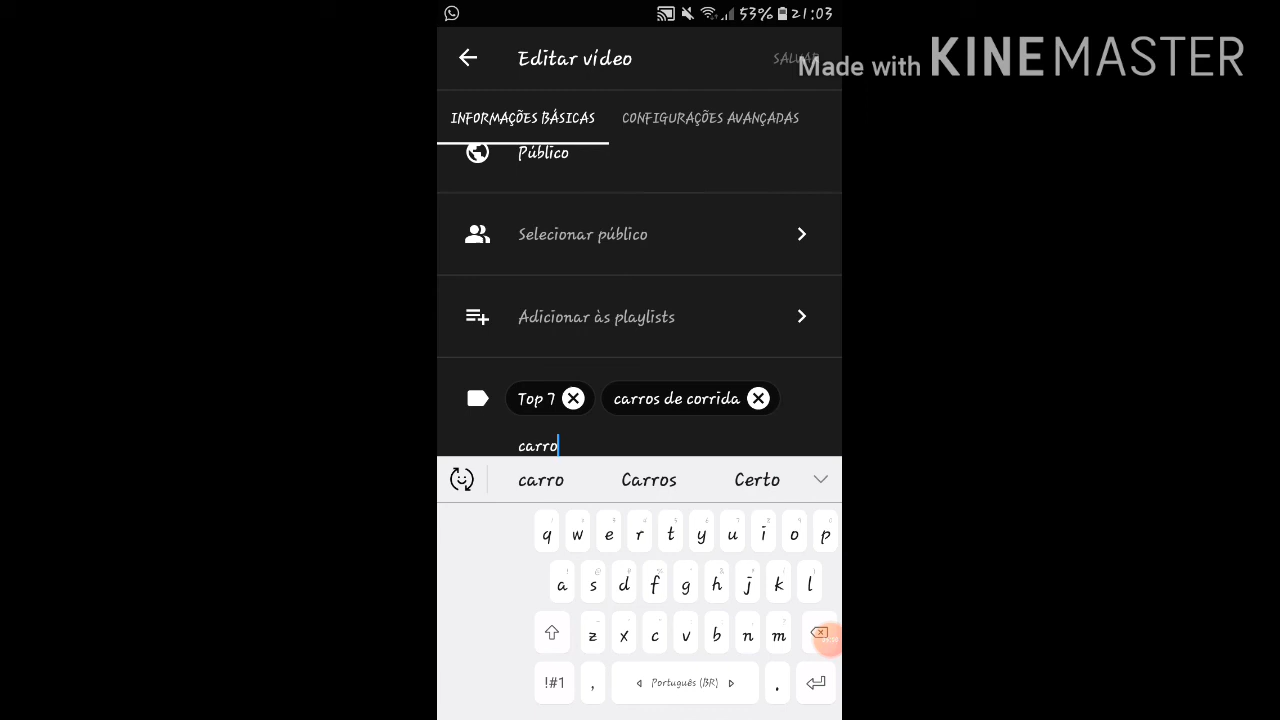 53% 21:03
Editar vídeo
SALVAR
Made with KINEMASTER
INFORMAÇÕES BÁSICAS CONFIGURAÇÕES AVANÇADAS
Público
Selecionar público
Adicionar às playlists
Top 7 carros de corrida
carro
carro Carros Certo
q w e r t y u i o p
a s d f g h j k l
z x c v b n m
!#1 , Português (BR) .